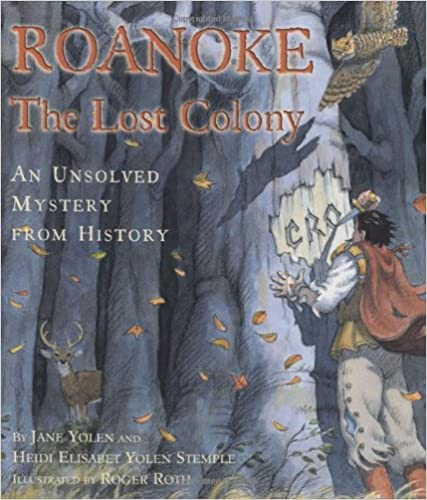 ROANOKE
The Lost Colony
AN UNSOLVED
MYSTERY
FROM HISTORY
CRO
BY JANE YOLEN AND
HEIDI ELISABET YOLEN STEMPLE
ILLUSTRATED BY ROGER ROTH